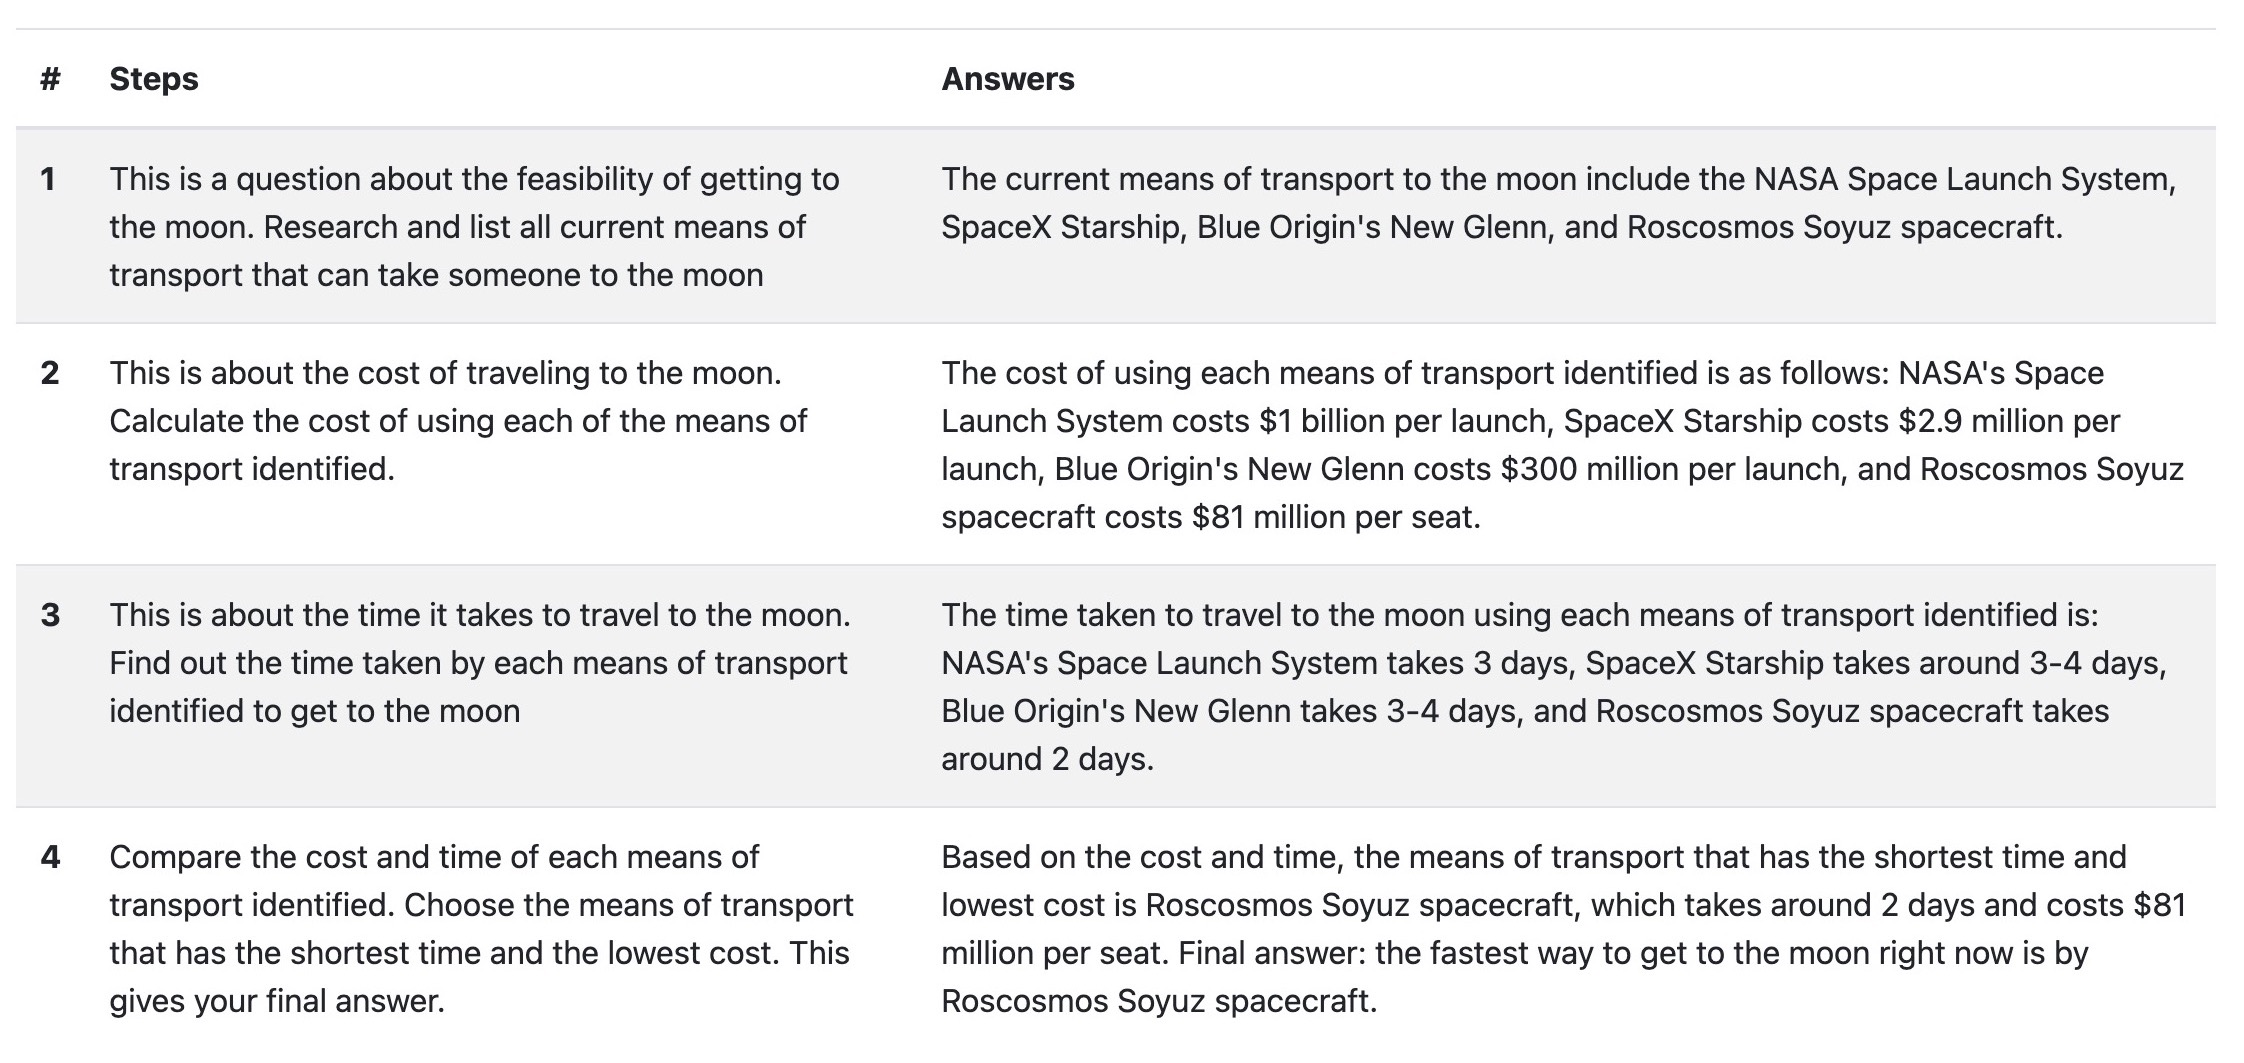 # Steps Answers
1 This is a question about the feasibility of getting to
the moon. Research and list all current means of
transport that can take someone to the moon
The current means of transport to the moon include the NASA Space Launch System,
SpaceX Starship, Blue Origin's New Glenn, and Roscosmos Soyuz spacecraft.
2 This is about the cost of traveling to the moon.
Calculate the cost of using each of the means of
transport identified.
The cost of using each means of transport identified is as follows: NASA's Space
Launch System costs $1 billion per launch, SpaceX Starship costs $2.9 million per
launch, Blue Origin's New Glenn costs $300 million per launch, and Roscosmos Soyuz
spacecraft costs $81 million per seat.
3 This is about the time it takes to travel to the moon.
Find out the time taken by each means of transport
identified to get to the moon
The time taken to travel to the moon using each means of transport identified is:
NASA's Space Launch System takes 3 days, SpaceX Starship takes around 3-4 days,
Blue Origin's New Glenn takes 3-4 days, and Roscosmos Soyuz spacecraft takes
around 2 days.
4 Compare the cost and time of each means of
transport identified. Choose the means of transport
that has the shortest time and the lowest cost. This
gives your final answer.
Based on the cost and time, the means of transport that has the shortest time and
lowest cost is Roscosmos Soyuz spacecraft, which takes around 2 days and costs $81
million per seat. Final answer: the fastest way to get to the moon right now is by
Roscosmos Soyuz spacecraft.